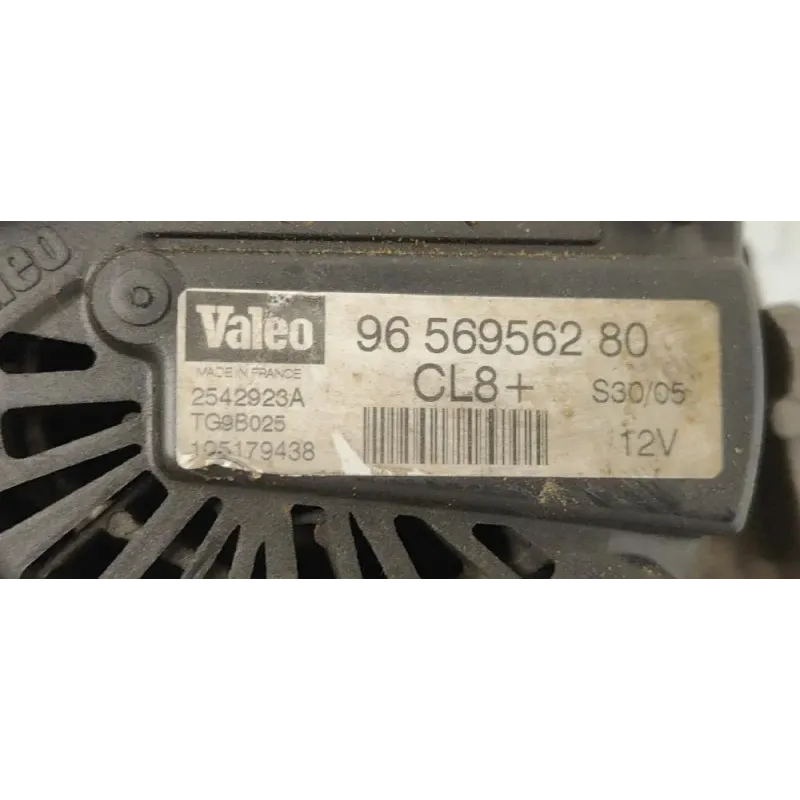 Valeo
96 569562 80
MADE IN FRANCE
CL8+
S30/05
2542923A
TG9B025
12V
105179438